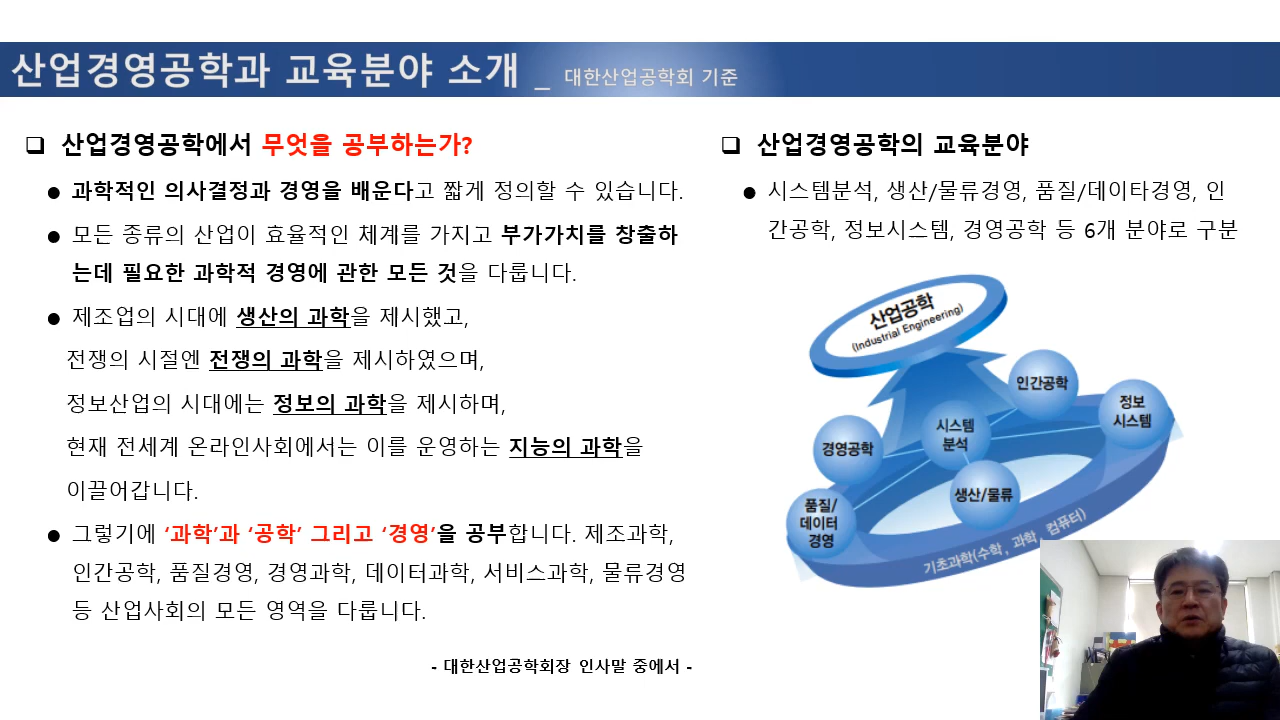 산업경영공학과 교육분야 소개 _ 대한산업공학회 기준
❑ 산업경영공학에서 무엇을 공부하는가?
● 과학적인 의사결정과 경영을 배운다고 짧게 정의할 수 있습니다.
● 모든 종류의 산업이 효율적인 체계를 가지고 부가가치를 창출하
는데 필요한 과학적 경영에 관한 모든 것을 다룹니다.
● 제조업의 시대에 생산의 과학을 제시했고,
전쟁의 시절엔 전쟁의 과학을 제시하였으며,
정보산업의 시대에는 정보의 과학을 제시하며,
현재 전세계 온라인사회에서는 이를 운영하는 지능의 과학을
이끌어갑니다.
● 그렇기에 ‘과학’과 ‘공학’ 그리고 ‘경영’을 공부합니다. 제조과학,
인간공학, 품질경영, 경영과학, 데이터과학, 서비스과학, 물류경영
등 산업사회의 모든 영역을 다룹니다.
- 대한산업공학회장 인사말 중에서 -
❑ 산업경영공학의 교육분야
● 시스템분석, 생산/물류경영, 품질/데이타경영, 인
간공학, 정보시스템, 경영공학 등 6개 분야로 구분
산업공학
(Industrial Engineering)
인간공학
정보
시스템
시스템
분석
경영공학
생산/물류
품질/
데이터
경영
기초과학(수학, 과학, 컴퓨터)